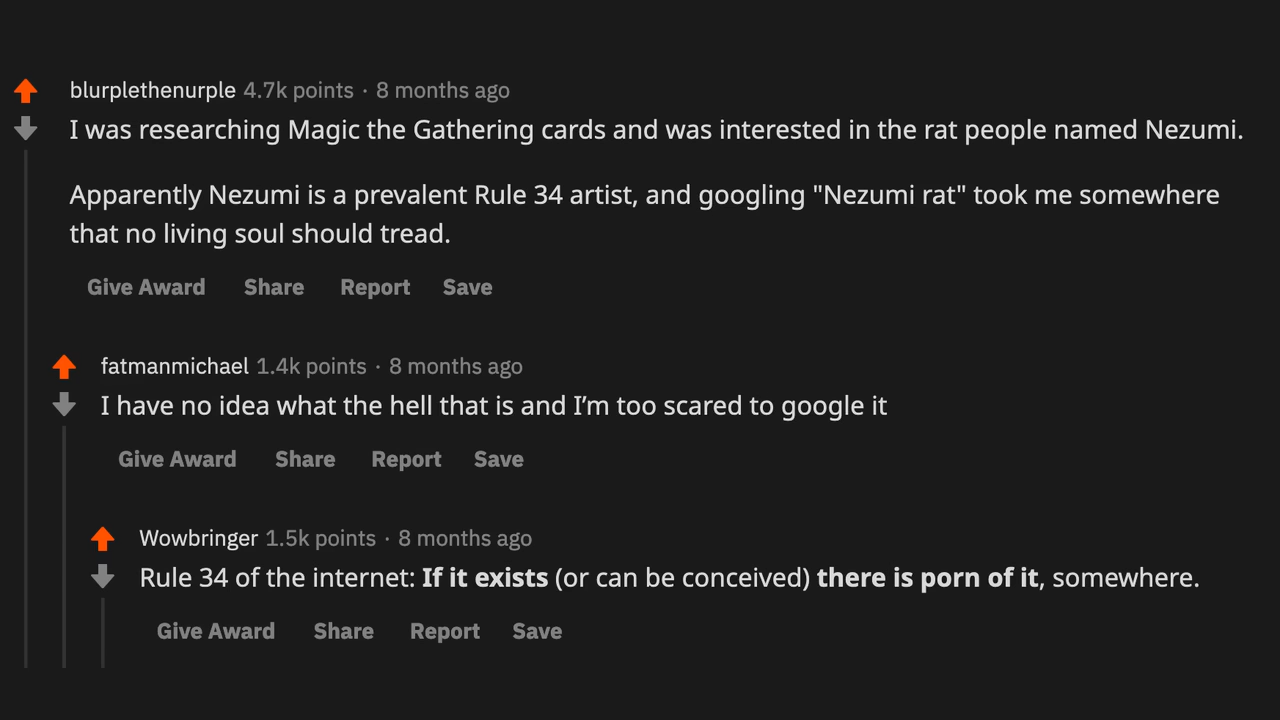 blurplethenurple 4.7k points · 8 months ago
I was researching Magic the Gathering cards and was interested in the rat people named Nezumi.
Apparently Nezumi is a prevalent Rule 34 artist, and googling "Nezumi rat" took me somewhere
that no living soul should tread.
Give Award Share Report Save
fatmanmichael 1.4k points · 8 months ago
I have no idea what the hell that is and I’m too scared to google it
Give Award Share Report Save
Wowbringer 1.5k points · 8 months ago
Rule 34 of the internet: If it exists (or can be conceived) there is porn of it, somewhere.
Give Award Share Report Save